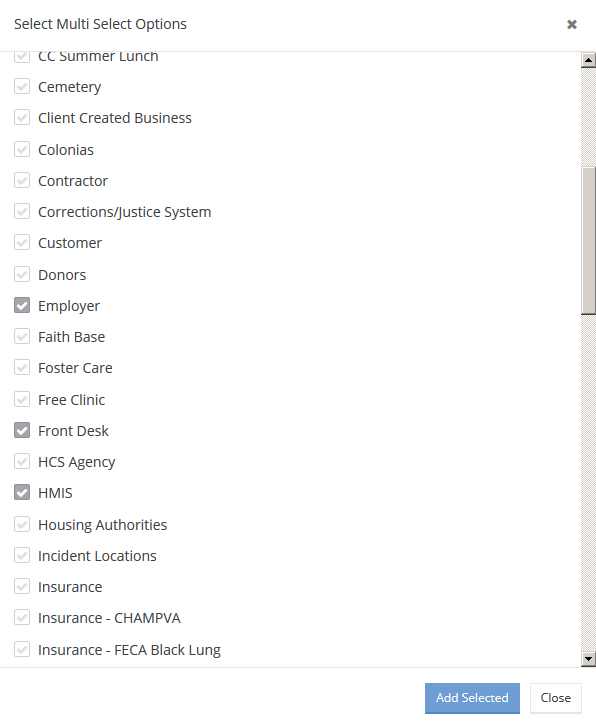 Select Multi Select Options
CC Summer Lunch
Cemetery
Client Created Business
Colonias
Contractor
Corrections/Justice System
Customer
Donors
Employer
Faith Base
Foster Care
Free Clinic
Front Desk
HCS Agency
HMIS
Housing Authorities
Incident Locations
Insurance
Insurance - CHAMPVA
Insurance - FECA Black Lung
Add Selected
Close